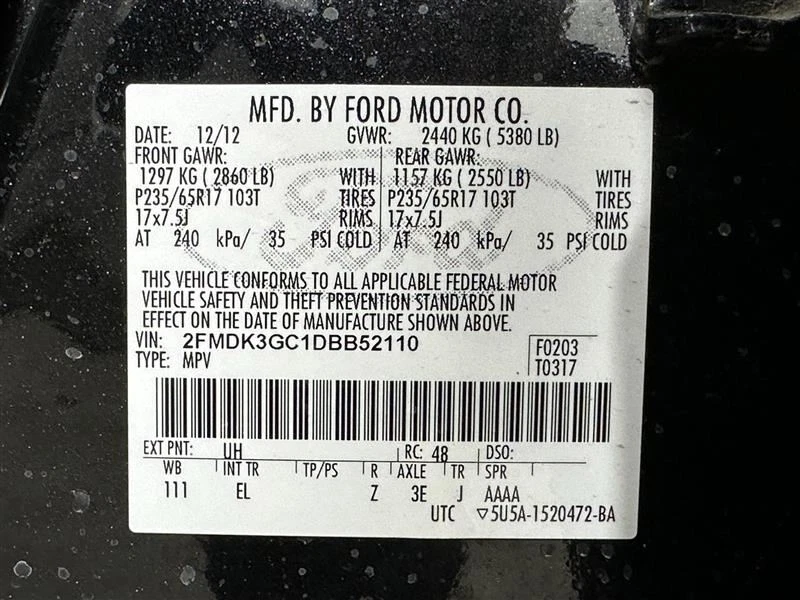 MFD. BY FORD MOTOR CO.
DATE: 12/12 GVWR: 2440 KG ( 5380 LB)
FRONT GAWR: REAR GAWR:
1297 KG ( 2860 LB) WITH 1157 KG ( 2550 LB) WITH
P235/65R17 103T TIRES P235/65R17 103T TIRES
17x7.5J RIMS 17x7.5J RIMS
AT 240 kPa/ 35 PSI COLD AT 240 kPa/ 35 PSI COLD
Ford
THIS VEHICLE CONFORMS TO ALL APPLICABLE FEDERAL MOTOR
VEHICLE SAFETY AND THEFT PREVENTION STANDARDS IN
EFFECT ON THE DATE OF MANUFACTURE SHOWN ABOVE.
VIN: 2FMDK3GC1DBB52110
TYPE: MPV
F0203
T0317
EXT PNT: UH RC: 48 DSO:
WB INT TR TP/PS R AXLE TR SPR
111 EL Z 3E J AAAA
UTC ▽5U5A-1520472-BA